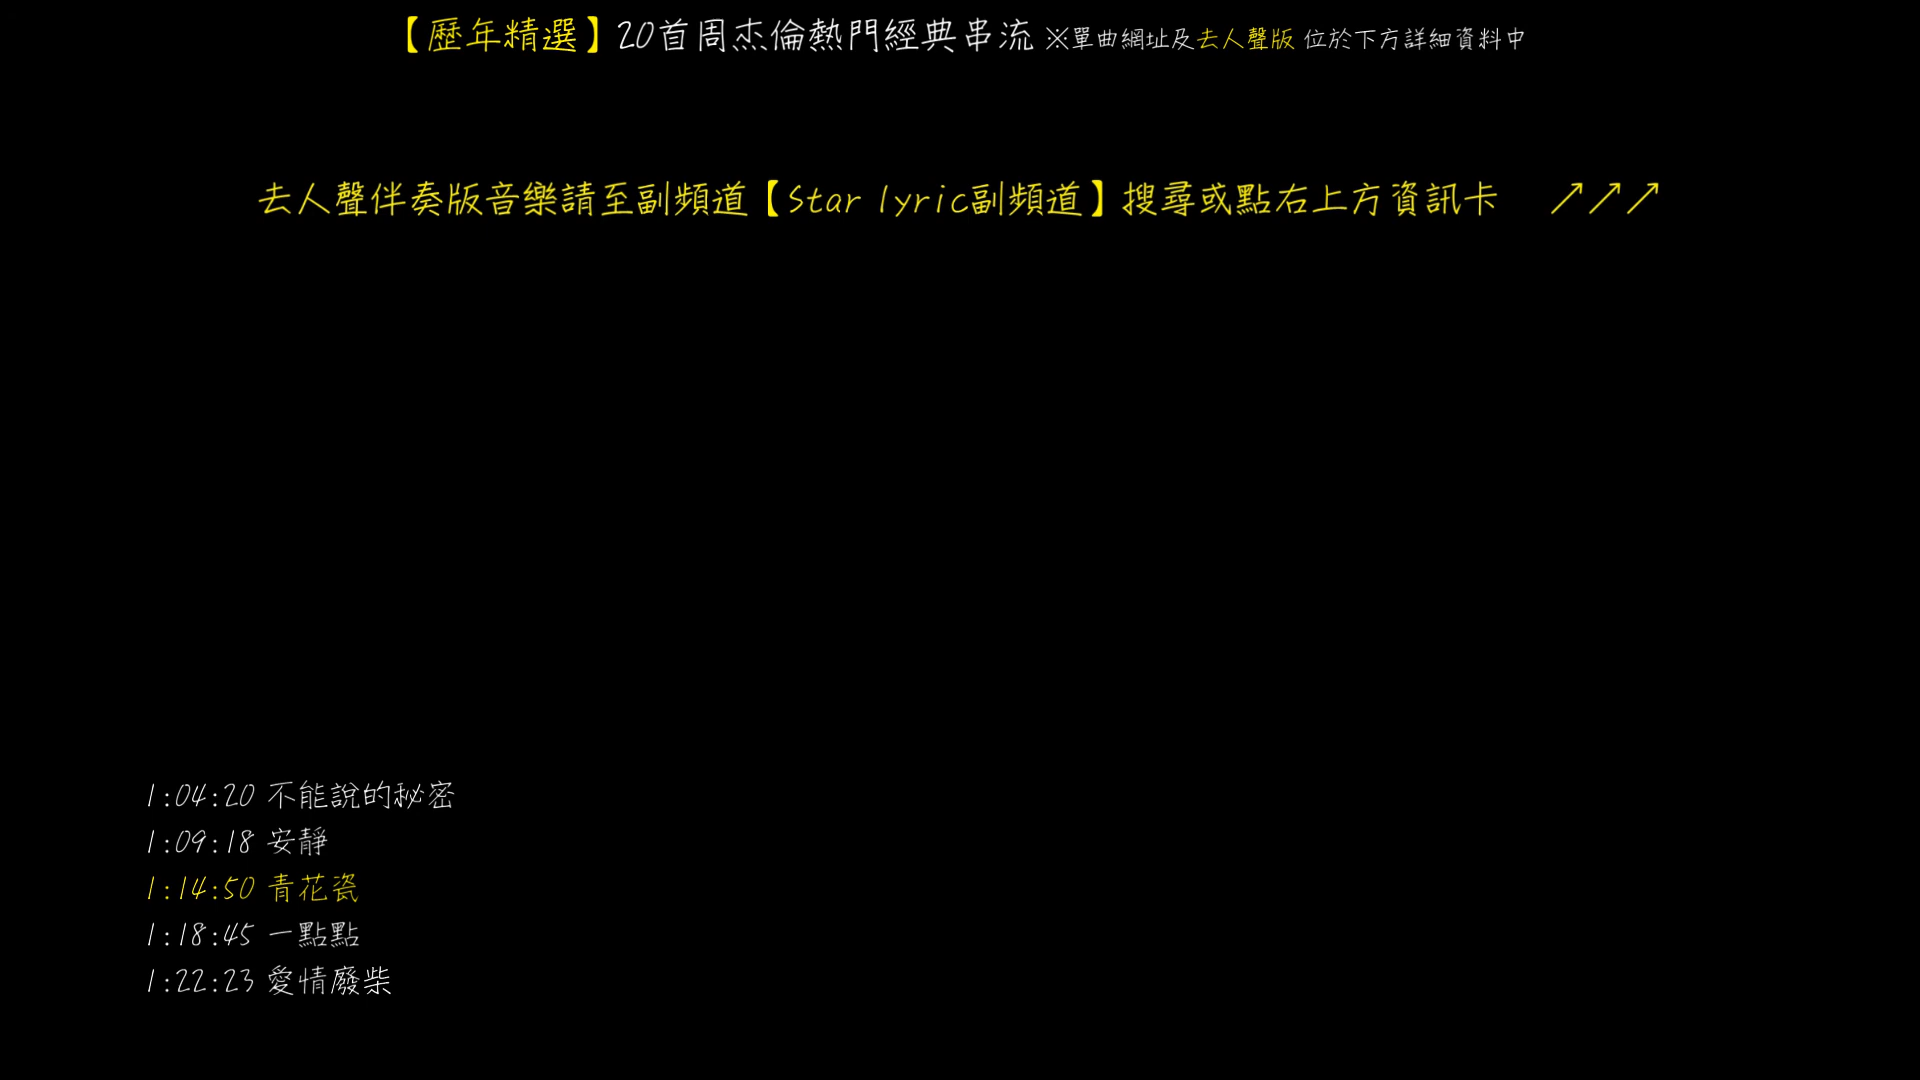 【歷年精選】20首周杰倫熱門經典串流 ※單曲網址及去人聲版 位於下方詳細資料中
去人聲伴奏版音樂請至副頻道【Star lyric副頻道】搜尋或點右上方資訊卡 ↗↗↗
1:04:20 不能說的秘密
1:09:18 安靜
1:14:50 青花瓷
1:18:45 一點點
1:22:23 愛情廢柴